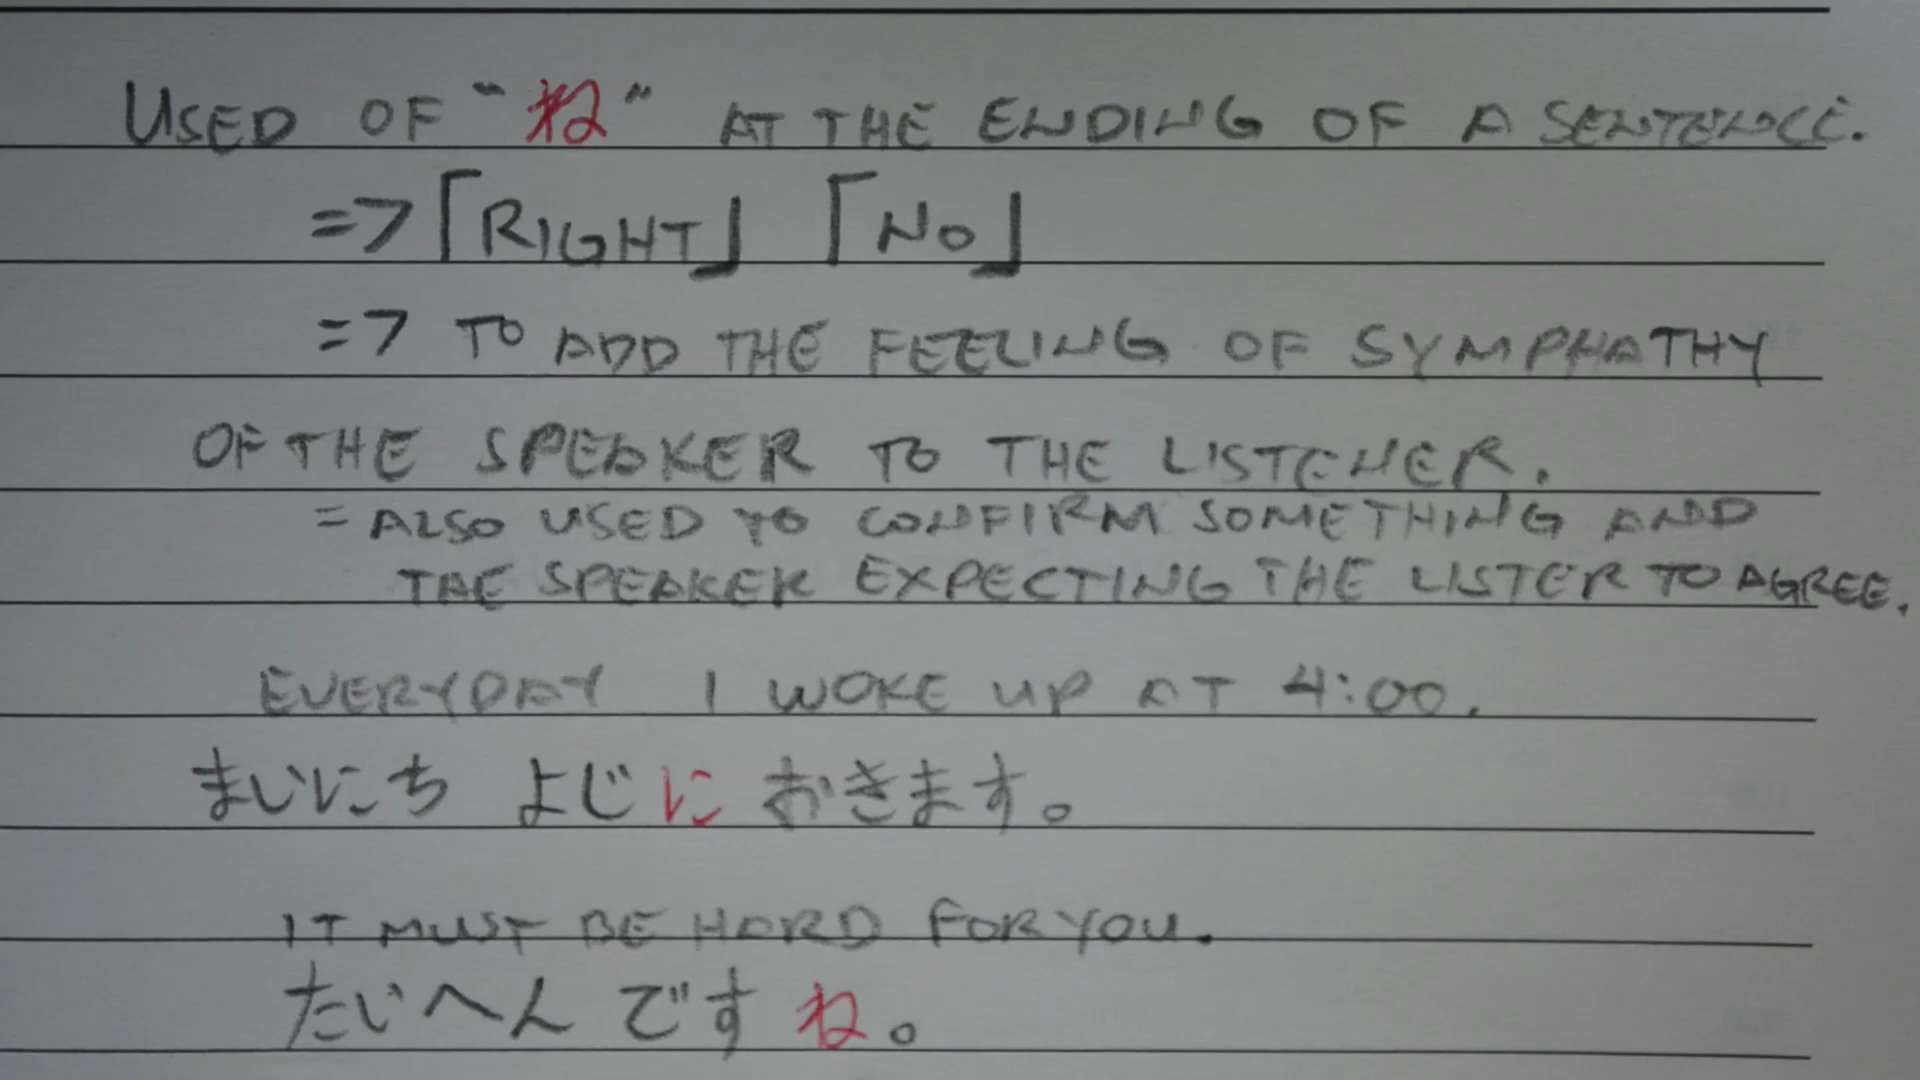 USED OF "ね" AT THE ENDING OF A SENTENCE.
=> 「RIGHT」 「NO」
=> TO ADD THE FEELING OF SYMPHATHY
OF THE SPEAKER TO THE LISTENER.
= ALSO USED TO CONFIRM SOMETHING AND
THE SPEAKER EXPECTING THE LISTER TO AGREE.
EVERYDAY I WOKE UP AT 4:00.
まいにち よじに おきます。
IT MUST BE HARD FOR YOU.
たいへん です ね。